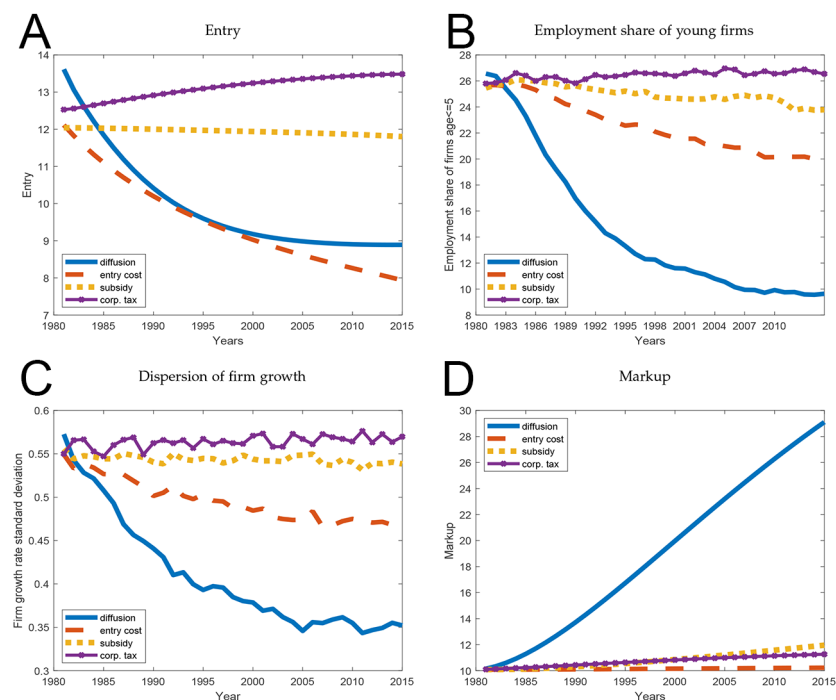 A
Entry
14
13
12
11
10
9
8
7
Entry
diffusion
entry cost
subsidy
corp. tax
1980 1985 1990 1995 2000 2005 2010 2015
Years
B
Employment share of young firms
28
26
24
22
20
18
16
14
12
10
8
Employment share of firms age<=5
diffusion
entry cost
subsidy
corp. tax
1980 1983 1986 1989 1992 1995 1998 2001 2004 2007 2010
Years
C
Dispersion of firm growth
0.6
0.55
0.5
0.45
0.4
0.35
0.3
Firm growth rate standard deviation
diffusion
entry cost
subsidy
corp. tax
1980 1985 1990 1995 2000 2005 2010 2015
Year
D
Markup
30
28
26
24
22
20
18
16
14
12
10
Markup
diffusion
entry cost
subsidy
corp. tax
1980 1985 1990 1995 2000 2005 2010 2015
Years